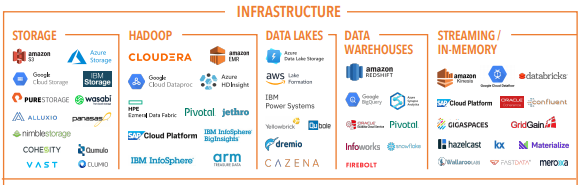 INFRASTRUCTURE
STORAGE
amazon
S3
Azure
Storage
Google
Cloud Storage
IBM
Storage
PURESTORAGE
wasabi
ALLUXIO
panasas
nimblestorage
COHESITY
Qumulo
VAST
CLUMIO
HADOOP
CLOUDERA
amazon
EMR
Google
Cloud Dataproc
Azure
HDInsight
HPE
Ezmeral Data Fabric
Pivotal
jethro
SAP Cloud Platform
IBM InfoSphere
BigInsights
IBM InfoSphere
arm
TREASURE DATA
DATA LAKES
Azure
Data Lake Storage
aws
Lake
Formation
IBM
Power Systems
Yellowbrick
Qubole
dremio
CAZENA
DATA
WAREHOUSES
amazon
REDSHIFT
Google
BigQuery
Azure
Synapse
Analytics
ORACLE
Pivotal
Infoworks
snowflake
FIREBOLT
STREAMING /
IN-MEMORY
amazon
Kinesis
Google Cloud Dataflow
databricks
SAP Cloud Platform
ORACLE
confluent
GIGASPACES
GridGain
hazelcast
kx
Materialize
WallarooLABS
FASTDATA
meroxa